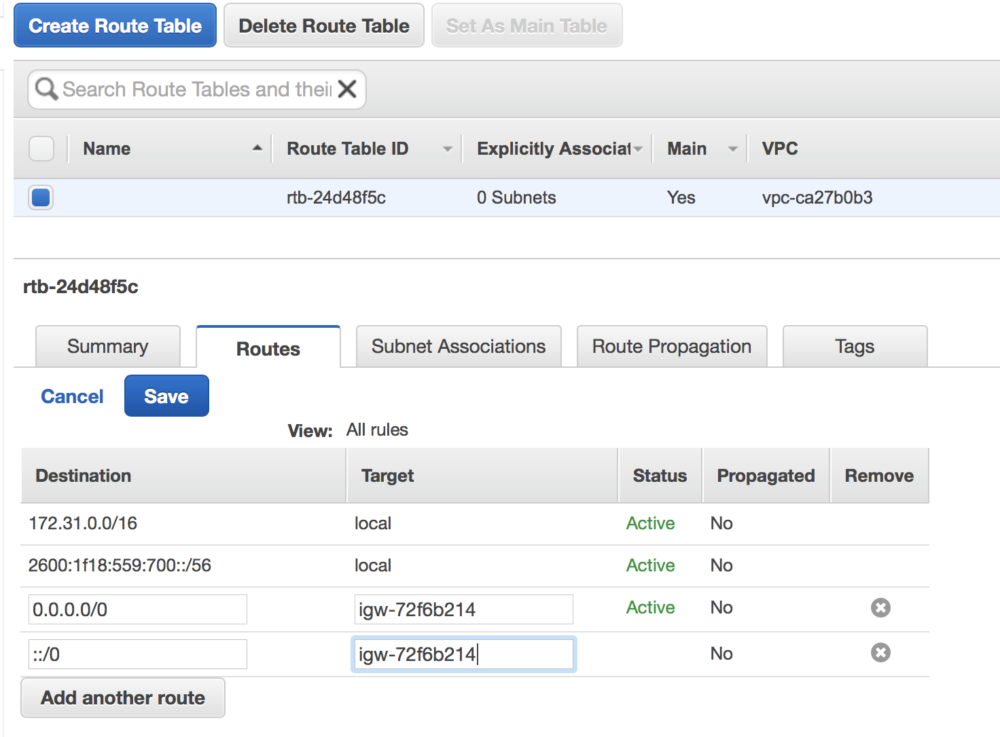 Create Route Table Delete Route Table Set As Main Table
Search Route Tables and thei
Name Route Table ID Explicitly Associat Main VPC
rtb-24d48f5c 0 Subnets Yes vpc-ca27b0b3
rtb-24d48f5c
Summary Routes Subnet Associations Route Propagation Tags
Cancel Save
View: All rules
Destination Target Status Propagated Remove
172.31.0.0/16 local Active No
2600:1f18:559:700::/56 local Active No
0.0.0.0/0 igw-72f6b214 Active No
::/0 igw-72f6b214 No
Add another route